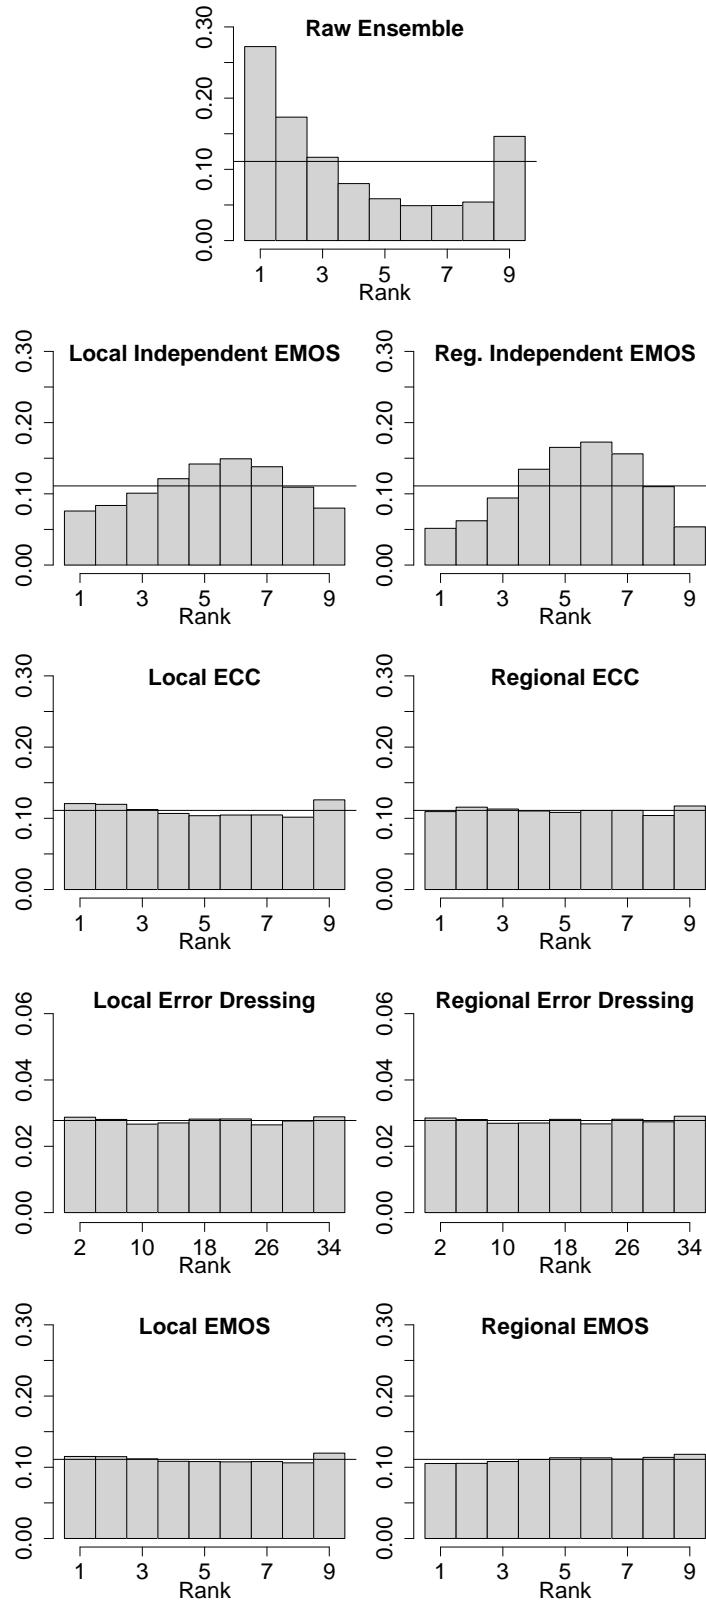 Raw Ensemble
0.00 0.10 0.20 0.30
1 3 5 7 9
Rank
Local Independent EMOS
0.00 0.10 0.20 0.30
1 3 5 7 9
Rank
Reg. Independent EMOS
0.00 0.10 0.20 0.30
1 3 5 7 9
Rank
Local ECC
0.00 0.10 0.20 0.30
1 3 5 7 9
Rank
Regional ECC
0.00 0.10 0.20 0.30
1 3 5 7 9
Rank
Local Error Dressing
0.00 0.02 0.04 0.06
2 10 18 26 34
Rank
Regional Error Dressing
0.00 0.02 0.04 0.06
2 10 18 26 34
Rank
Local EMOS
0.00 0.10 0.20 0.30
1 3 5 7 9
Rank
Regional EMOS
0.00 0.10 0.20 0.30
1 3 5 7 9
Rank